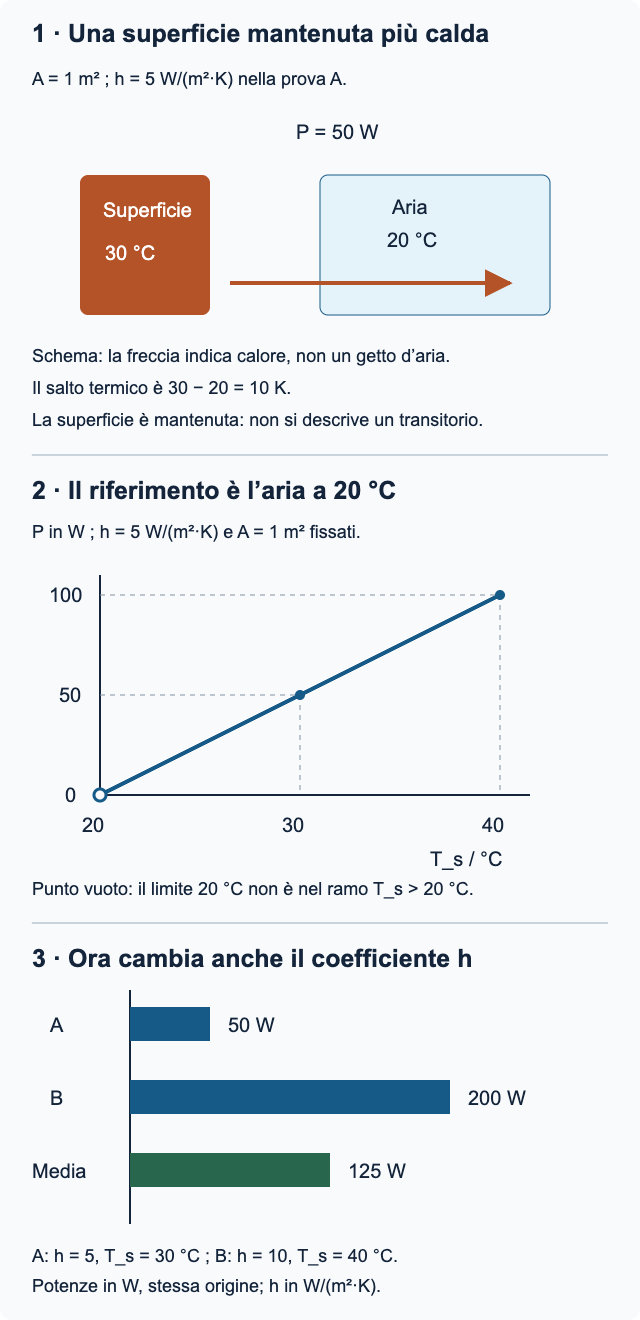 1 · Una superficie mantenuta più calda
A = 1 m² ; h = 5 W/(m²·K) nella prova A.
P = 50 W
Superficie
30 °C
Aria
20 °C
Schema: la freccia indica calore, non un getto d’aria.
Il salto termico è 30 − 20 = 10 K.
La superficie è mantenuta: non si descrive un transitorio.
2 · Il riferimento è l’aria a 20 °C
P in W ; h = 5 W/(m²·K) e A = 1 m² fissati.
100
50
0
20
30
40
T_s / °C
Punto vuoto: il limite 20 °C non è nel ramo T_s > 20 °C.
3 · Ora cambia anche il coefficiente h
A
50 W
B
200 W
Media
125 W
A: h = 5, T_s = 30 °C ; B: h = 10, T_s = 40 °C.
Potenze in W, stessa origine; h in W/(m²·K).